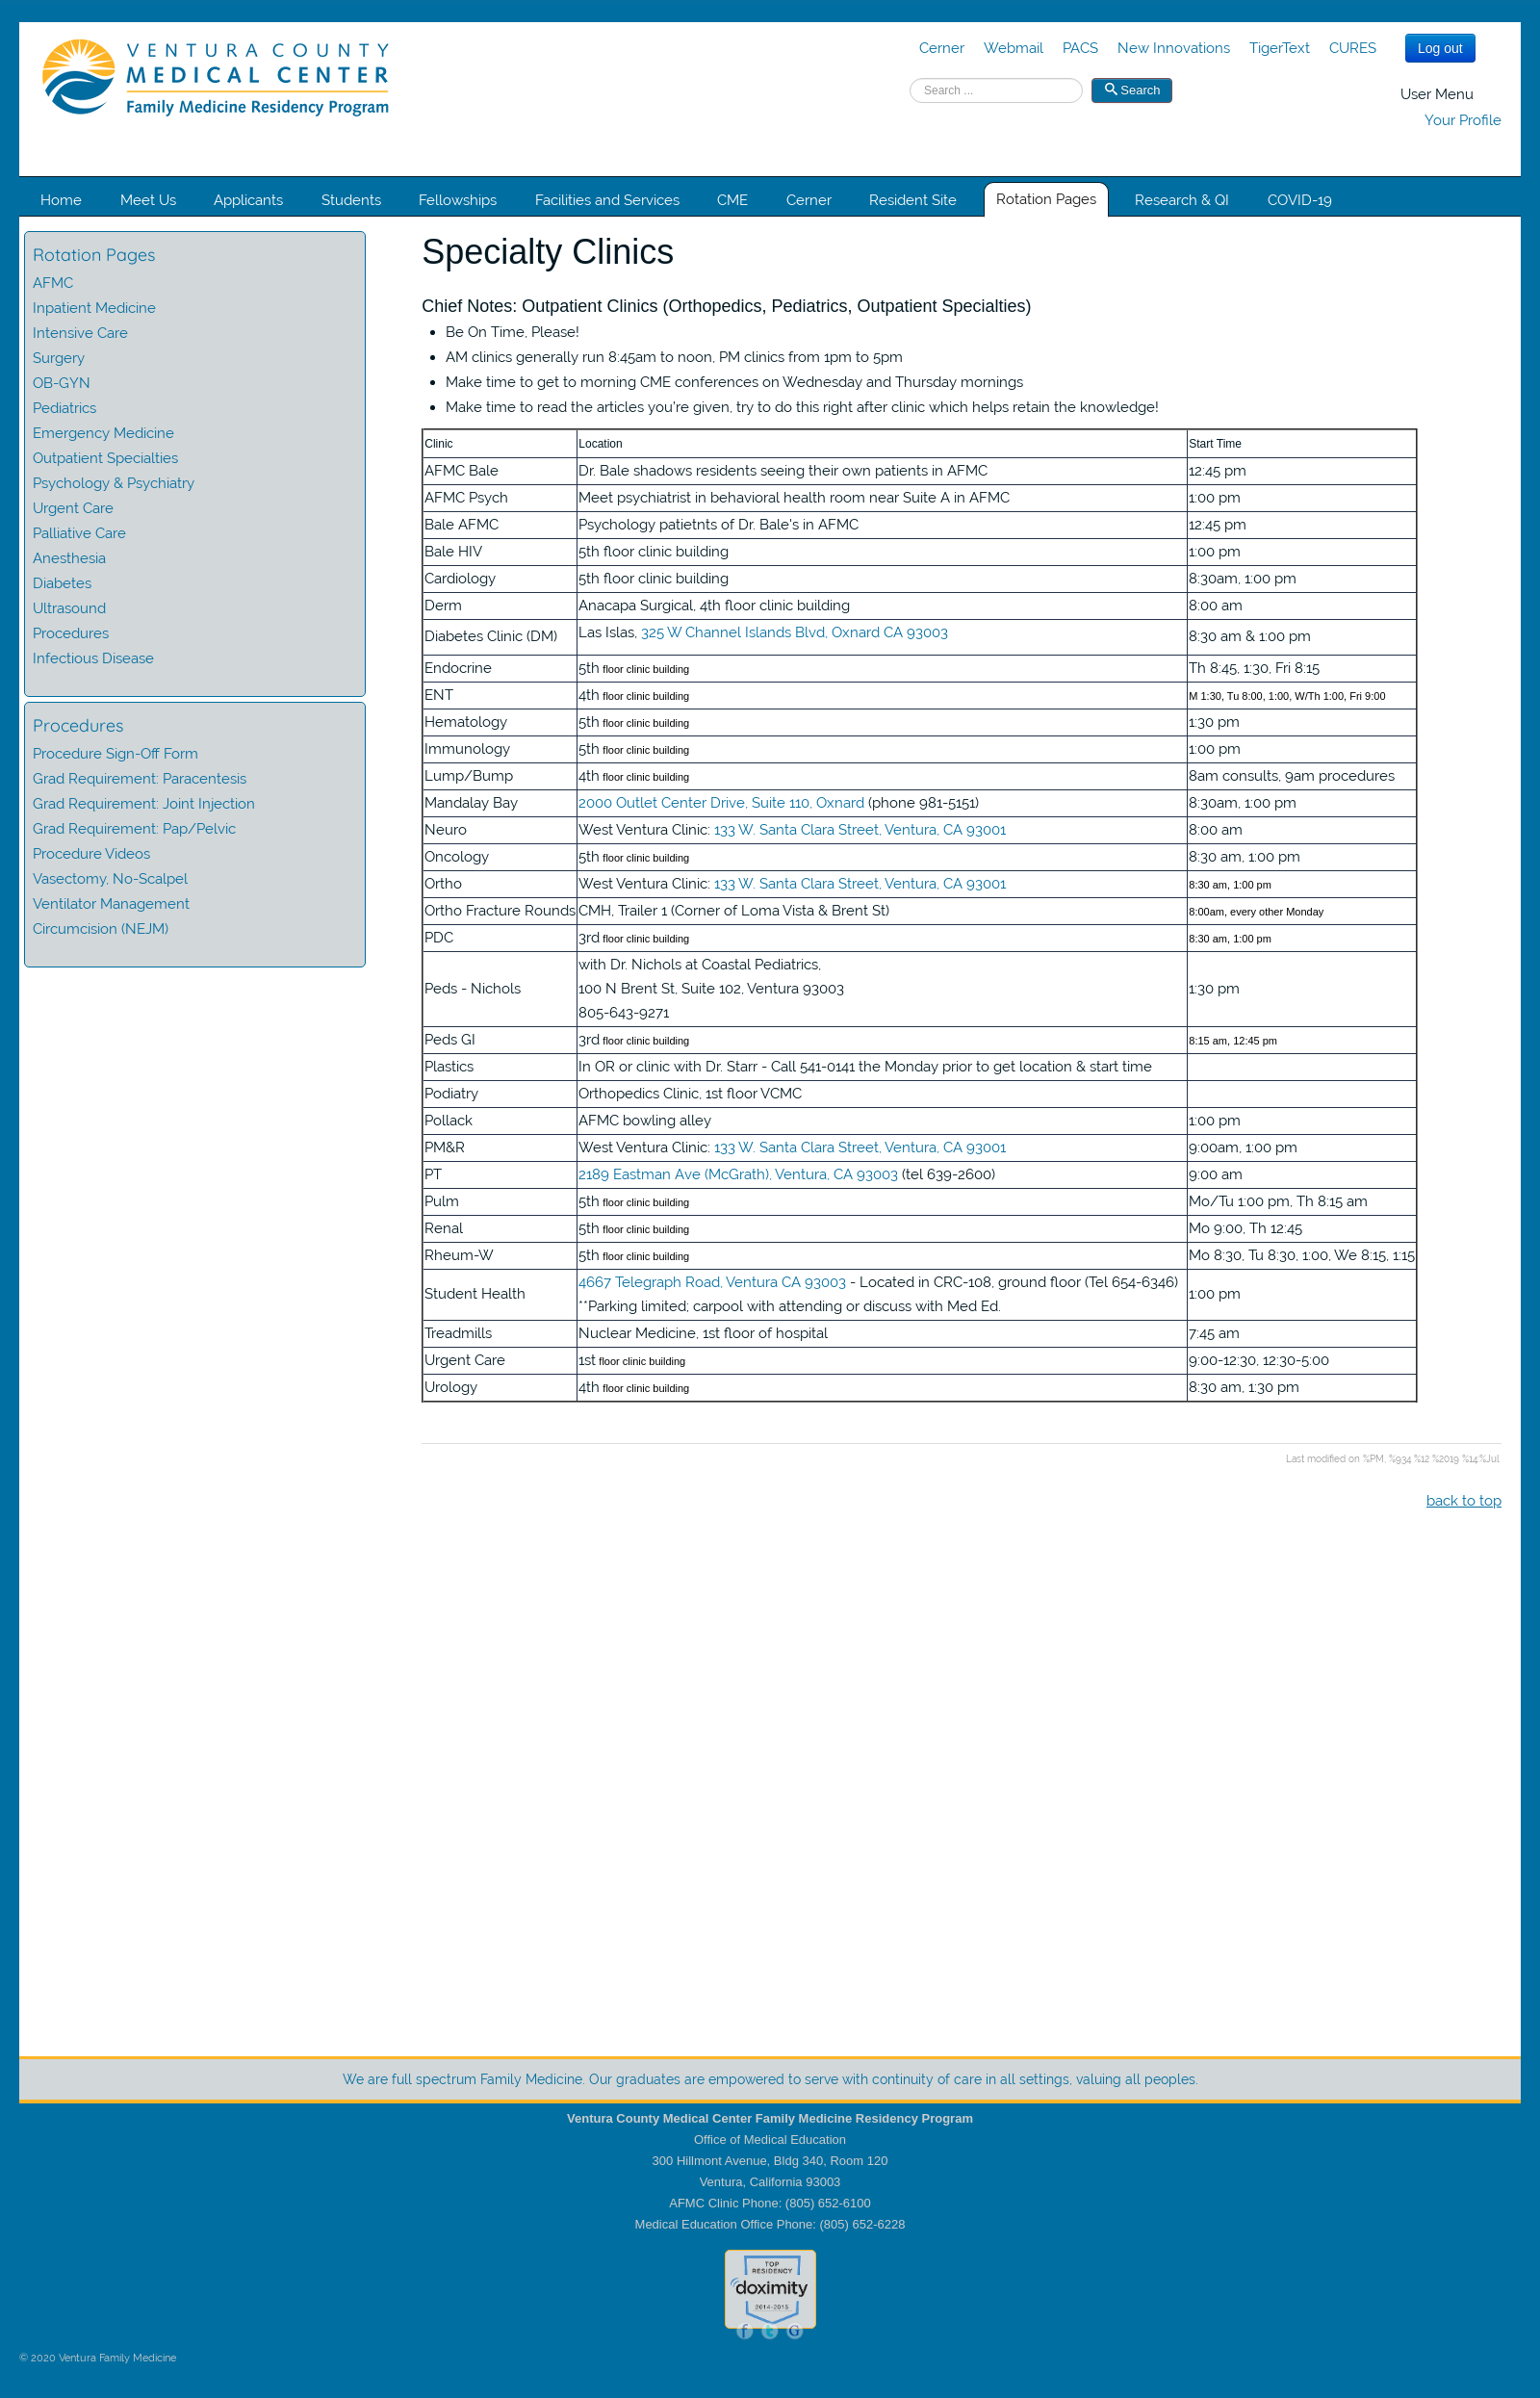 VENTURA COUNTY
MEDICAL CENTER
Family Medicine Residency Program
Cerner Webmail PACS New Innovations TigerText CURES Log out
Search ... Search
User Menu
Your Profile
Home Meet Us Applicants Students Fellowships Facilities and Services CME Cerner Resident Site Rotation Pages Research & QI COVID-19
Rotation Pages
AFMC
Inpatient Medicine
Intensive Care
Surgery
OB-GYN
Pediatrics
Emergency Medicine
Outpatient Specialties
Psychology & Psychiatry
Urgent Care
Palliative Care
Anesthesia
Diabetes
Ultrasound
Procedures
Infectious Disease
Procedures
Procedure Sign-Off Form
Grad Requirement: Paracentesis
Grad Requirement: Joint Injection
Grad Requirement: Pap/Pelvic
Procedure Videos
Vasectomy, No-Scalpel
Ventilator Management
Circumcision (NEJM)
Specialty Clinics
Chief Notes: Outpatient Clinics (Orthopedics, Pediatrics, Outpatient Specialties)
• Be On Time, Please!
• AM clinics generally run 8:45am to noon, PM clinics from 1pm to 5pm
• Make time to get to morning CME conferences on Wednesday and Thursday mornings
• Make time to read the articles you're given, try to do this right after clinic which helps retain the knowledge!
Clinic Location Start Time
AFMC Bale Dr. Bale shadows residents seeing their own patients in AFMC 12:45 pm
AFMC Psych Meet psychiatrist in behavioral health room near Suite A in AFMC 1:00 pm
Bale AFMC Psychology patietnts of Dr. Bale's in AFMC 12:45 pm
Bale HIV 5th floor clinic building 1:00 pm
Cardiology 5th floor clinic building 8:30am, 1:00 pm
Derm Anacapa Surgical, 4th floor clinic building 8:00 am
Diabetes Clinic (DM) Las Islas, 325 W Channel Islands Blvd, Oxnard CA 93003 8:30 am & 1:00 pm
Endocrine 5th floor clinic building Th 8:45, 1:30, Fri 8:15
ENT 4th floor clinic building M 1:30, Tu 8:00, 1:00, W/Th 1:00, Fri 9:00
Hematology 5th floor clinic building 1:30 pm
Immunology 5th floor clinic building 1:00 pm
Lump/Bump 4th floor clinic building 8am consults, 9am procedures
Mandalay Bay 2000 Outlet Center Drive, Suite 110, Oxnard (phone 981-5151) 8:30am, 1:00 pm
Neuro West Ventura Clinic: 133 W. Santa Clara Street, Ventura, CA 93001 8:00 am
Oncology 5th floor clinic building 8:30 am, 1:00 pm
Ortho West Ventura Clinic: 133 W. Santa Clara Street, Ventura, CA 93001 8:30 am, 1:00 pm
Ortho Fracture Rounds CMH, Trailer 1 (Corner of Loma Vista & Brent St) 8:00am, every other Monday
PDC 3rd floor clinic building 8:30 am, 1:00 pm
with Dr. Nichols at Coastal Pediatrics,
Peds - Nichols 100 N Brent St, Suite 102, Ventura 93003 1:30 pm
805-643-9271
Peds GI 3rd floor clinic building 8:15 am, 12:45 pm
Plastics In OR or clinic with Dr. Starr - Call 541-0141 the Monday prior to get location & start time
Podiatry Orthopedics Clinic, 1st floor VCMC
Pollack AFMC bowling alley 1:00 pm
PM&R West Ventura Clinic: 133 W. Santa Clara Street, Ventura, CA 93001 9:00am, 1:00 pm
PT 2189 Eastman Ave (McGrath), Ventura, CA 93003 (tel 639-2600) 9:00 am
Pulm 5th floor clinic building Mo/Tu 1:00 pm, Th 8:15 am
Renal 5th floor clinic building Mo 9:00, Th 12:45
Rheum-W 5th floor clinic building Mo 8:30, Tu 8:30, 1:00, We 8:15, 1:15
Student Health 4667 Telegraph Road, Ventura CA 93003 - Located in CRC-108, ground floor (Tel 654-6346) 1:00 pm
**Parking limited; carpool with attending or discuss with Med Ed.
Treadmills Nuclear Medicine, 1st floor of hospital 7:45 am
Urgent Care 1st floor clinic building 9:00-12:30, 12:30-5:00
Urology 4th floor clinic building 8:30 am, 1:30 pm
Last modified on %PM, %934 %12 %2019 %14:%Jul
back to top
We are full spectrum Family Medicine. Our graduates are empowered to serve with continuity of care in all settings, valuing all peoples.
Ventura County Medical Center Family Medicine Residency Program
Office of Medical Education
300 Hillmont Avenue, Bldg 340, Room 120
Ventura, California 93003
AFMC Clinic Phone: (805) 652-6100
Medical Education Office Phone: (805) 652-6228
TOP
RESIDENCY
doximity
2014-2015
f t G
© 2020 Ventura Family Medicine